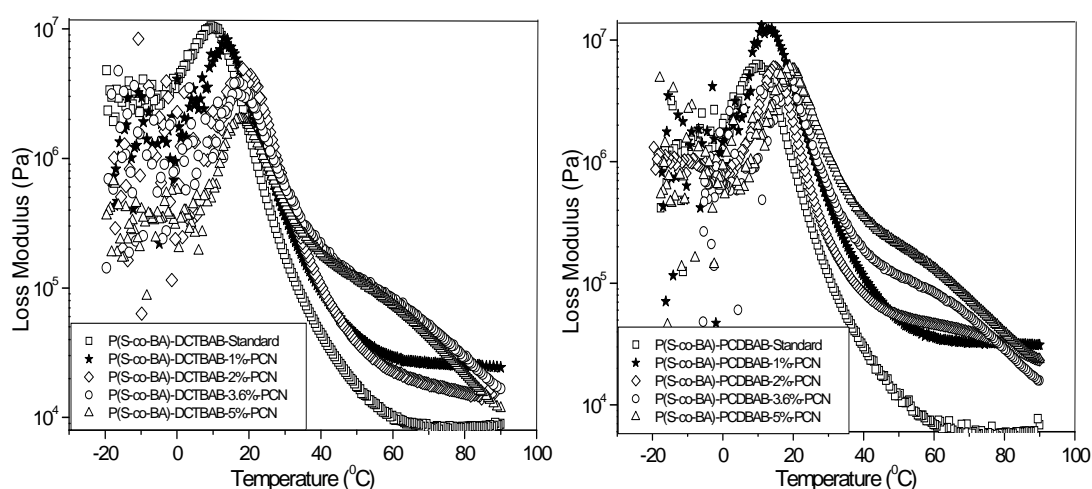 10^7
10^6
10^5
10^4
Loss Modulus (Pa)
P(S-co-BA)-DCTBAB-Standard
P(S-co-BA)-DCTBAB-1%-PCN
P(S-co-BA)-DCTBAB-2%-PCN
P(S-co-BA)-DCTBAB-3.6%-PCN
P(S-co-BA)-DCTBAB-5%-PCN
-20 0 20 40 60 80 100
Temperature (⁰C)
10^7
10^6
10^5
10^4
Loss Modulus (Pa)
P(S-co-BA)-PCDBAB-Standard
P(S-co-BA)-PCDBAB-1%-PCN
P(S-co-BA)-PCDBAB-2%-PCN
P(S-co-BA)-PCDBAB-3.6%-PCN
P(S-co-BA)-PCDBAB-5%-PCN
-20 0 20 40 60 80 100
Temperature (⁰C)